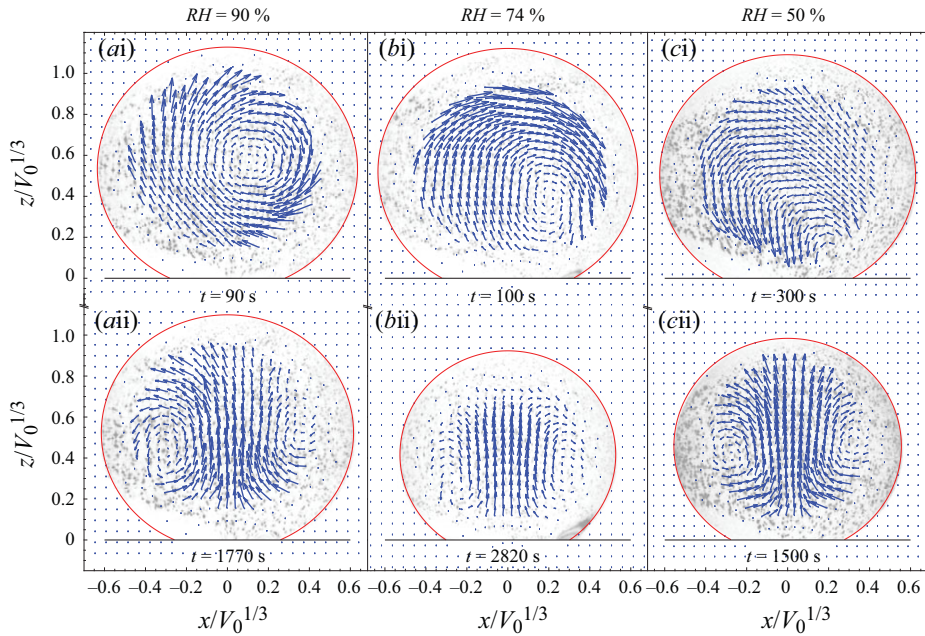 RH = 90 % RH = 74 % RH = 50 %
(ai) (bi) (ci)
1.0
0.8
z/V0^1/3 0.6
0.4
0.2
0
t = 90 s t = 100 s t = 300 s
(aii) (bii) (cii)
1.0
0.8
z/V0^1/3 0.6
0.4
0.2
0
t = 1770 s t = 2820 s t = 1500 s
−0.6 −0.4 −0.2 0 0.2 0.4 0.6 −0.6 −0.4 −0.2 0 0.2 0.4 0.6 −0.6 −0.4 −0.2 0 0.2 0.4 0.6
x/V0^1/3 x/V0^1/3 x/V0^1/3